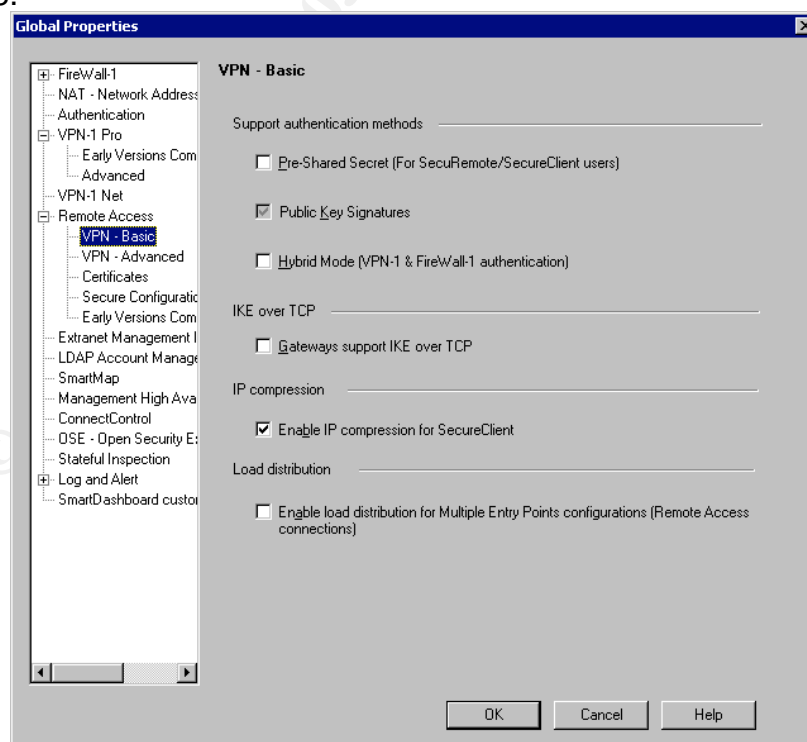 Global Properties
FireWall-1
NAT - Network Address
Authentication
VPN-1 Pro
Early Versions Com
Advanced
VPN-1 Net
Remote Access
VPN - Basic
VPN - Advanced
Certificates
Secure Configuratio
Early Versions Com
Extranet Management I
LDAP Account Manage
SmartMap
Management High Ava
ConnectControl
OSE - Open Security E
Stateful Inspection
Log and Alert
SmartDashboard custo
VPN - Basic
Support authentication methods
Pre-Shared Secret (For SecuRemote/SecureClient users)
Public Key Signatures
Hybrid Mode (VPN-1 & FireWall-1 authentication)
IKE over TCP
Gateways support IKE over TCP
IP compression
Enable IP compression for SecureClient
Load distribution
Enable load distribution for Multiple Entry Points configurations (Remote Access
connections)
OK Cancel Help